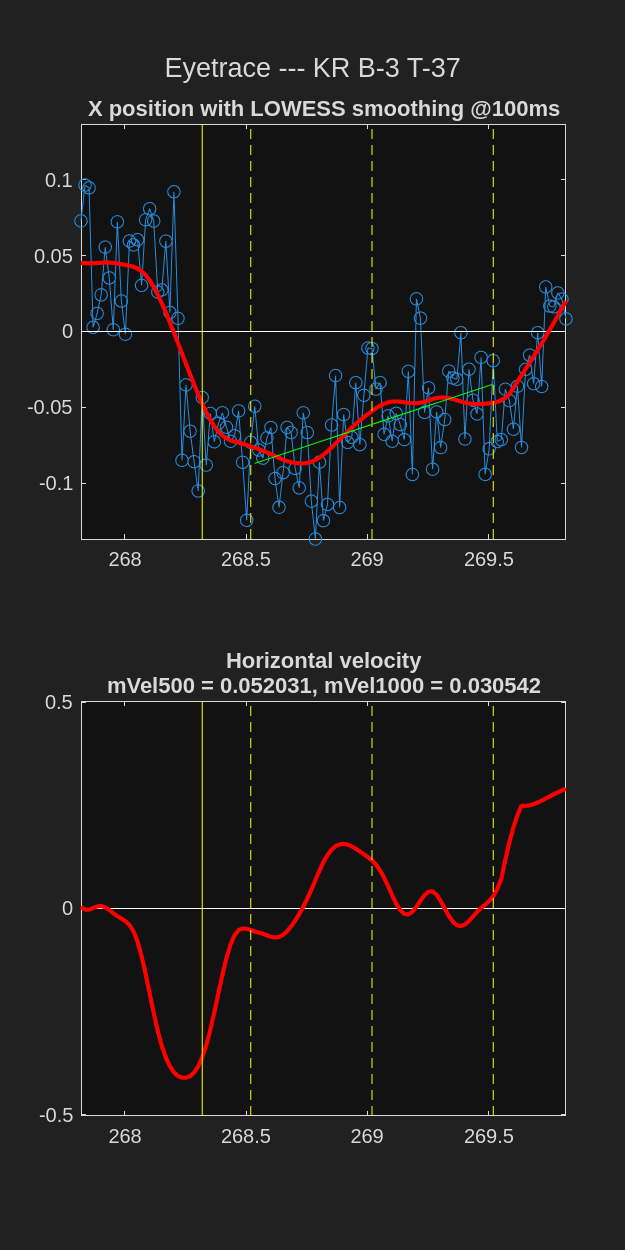 Eyetrace --- KR B-3 T-37
X position with LOWESS smoothing @100ms
0.1
0.05
0
-0.05
-0.1
268 268.5 269 269.5
Horizontal velocity
mVel500 = 0.052031, mVel1000 = 0.030542
0.5
0
-0.5
268 268.5 269 269.5